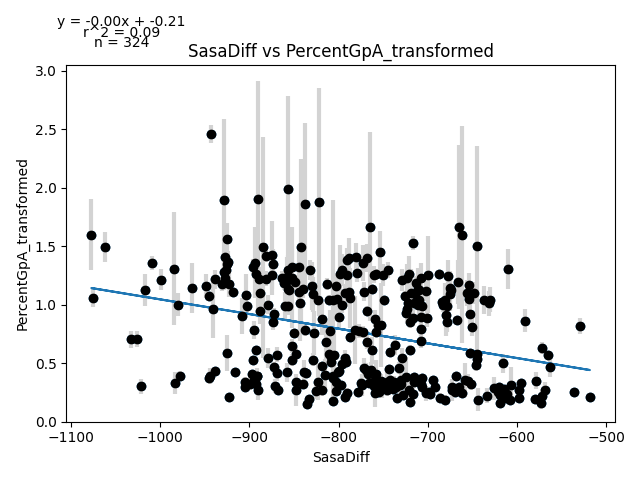 y = -0.00x + -0.21
r^2 = 0.09
n = 324
SasaDiff vs PercentGpA_transformed
3.0
2.5
2.0
1.5
1.0
0.5
0.0
PercentGpA_transformed
−1100 −1000 −900 −800 −700 −600 −500
SasaDiff